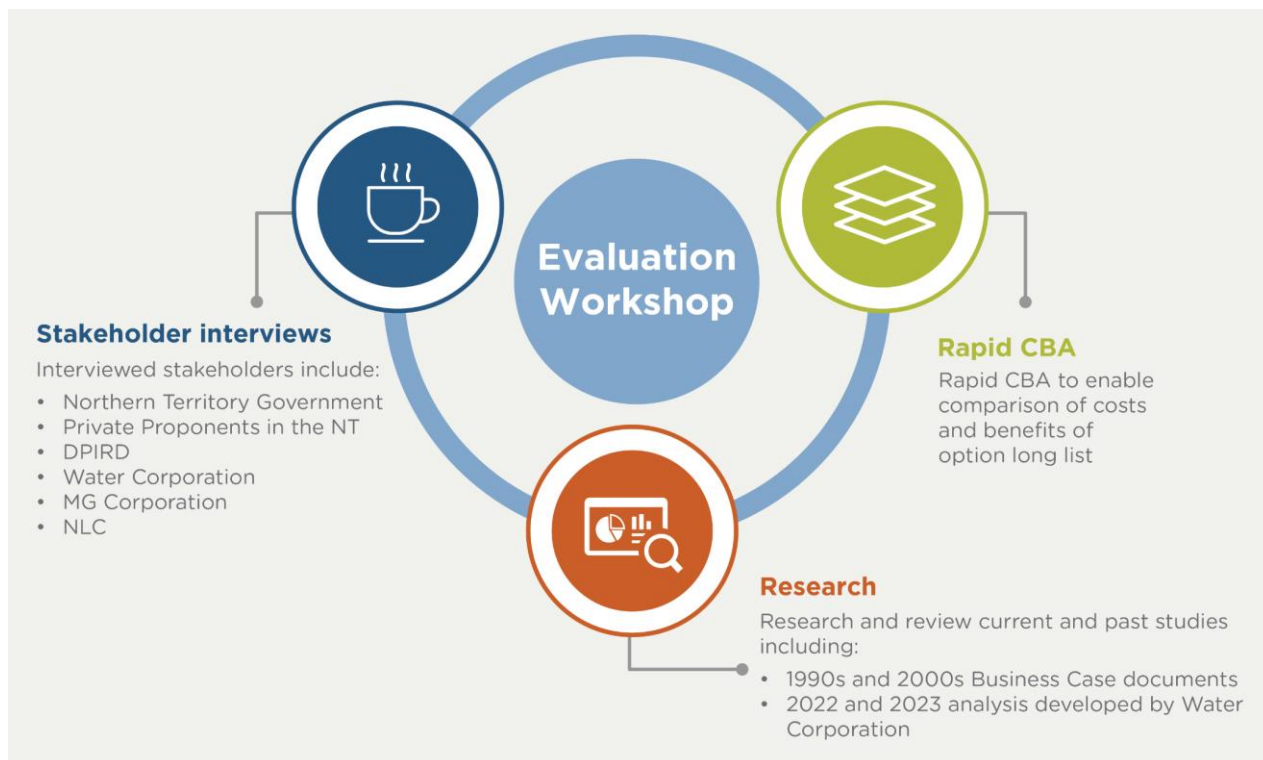 Evaluation
Workshop
Stakeholder interviews
Interviewed stakeholders include:
• Northern Territory Government
• Private Proponents in the NT
• DPIRD
• Water Corporation
• MG Corporation
• NLC
Rapid CBA
Rapid CBA to enable
comparison of costs
and benefits of
option long list
Research
Research and review current and past studies
including:
• 1990s and 2000s Business Case documents
• 2022 and 2023 analysis developed by Water
Corporation